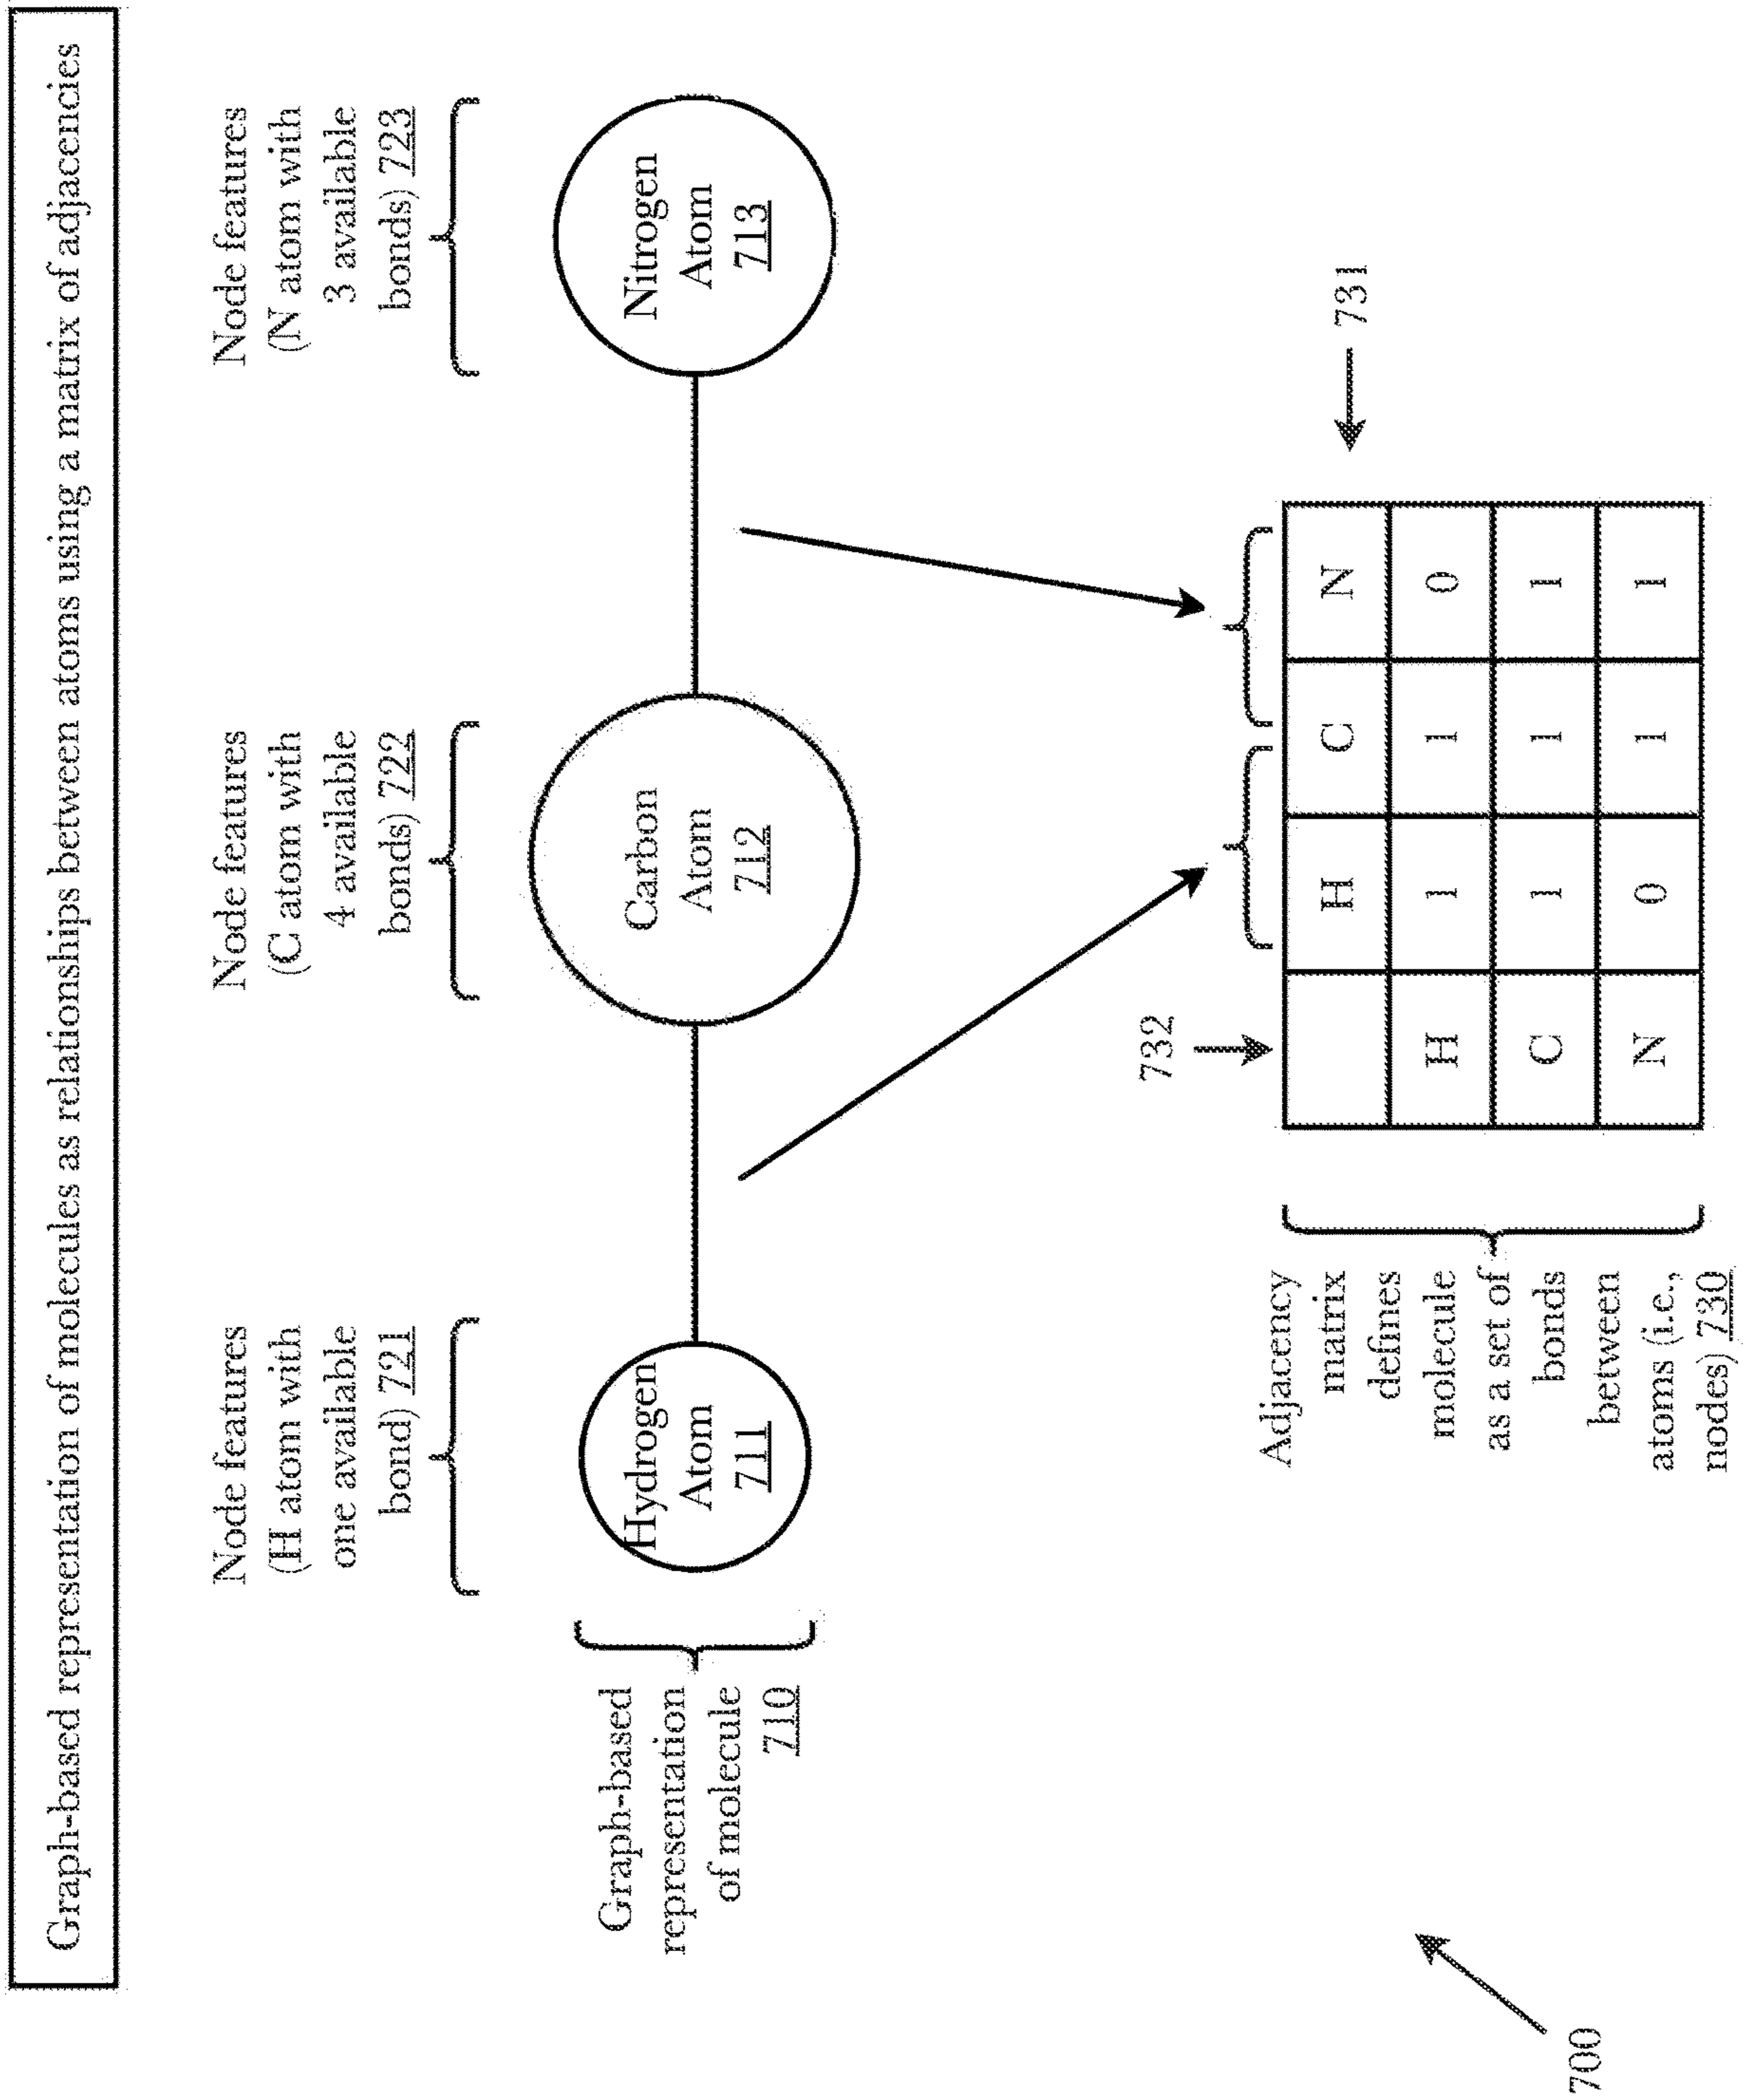 Graph-based representation of molecules as relationships between atoms using a matrix of adjacencies
Node features
(H atom with
one available
bond) 721
Node features
(C atom with
4 available
bonds) 722
Node features
(N atom with
3 available
bonds) 723
Graph-based
representation
of molecule
710
Hydrogen
Atom
711
Carbon
Atom
712
Nitrogen
Atom
713
Adjacency
matrix
defines
molecule
as a set of
bonds
between
atoms (i.e.,
nodes) 730
732
731
H C N
H 1 1 0
C 1 1 1
N 0 1 1
700